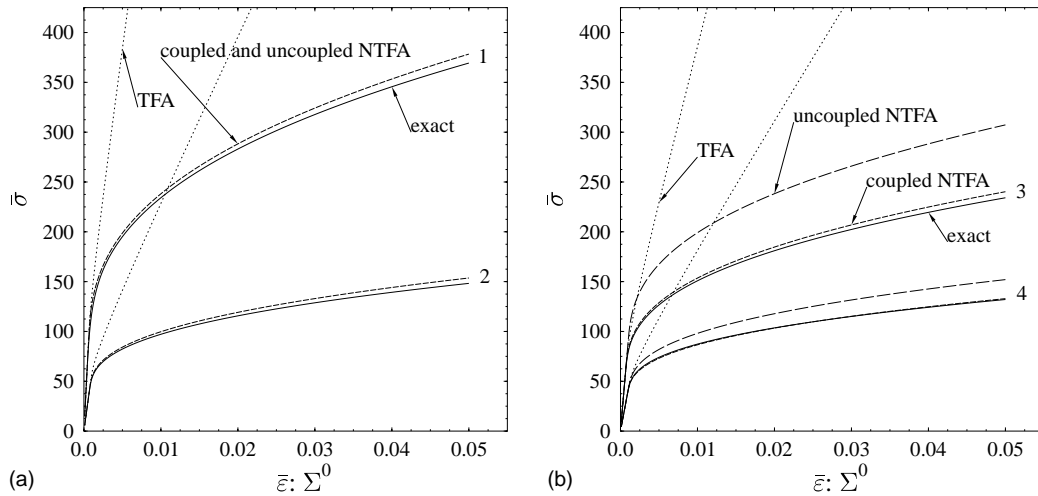 400
350
300
250
200
150
100
50
0
σ̄
coupled and uncoupled NTFA
TFA
exact
1
2
0.0
0.01
0.02
0.03
0.04
0.05
(a)
ε̄: Σ⁰
400
350
300
250
200
150
100
50
0
σ̄
uncoupled NTFA
TFA
coupled NTFA
exact
3
4
0.0
0.01
0.02
0.03
0.04
0.05
(b)
ε̄: Σ⁰